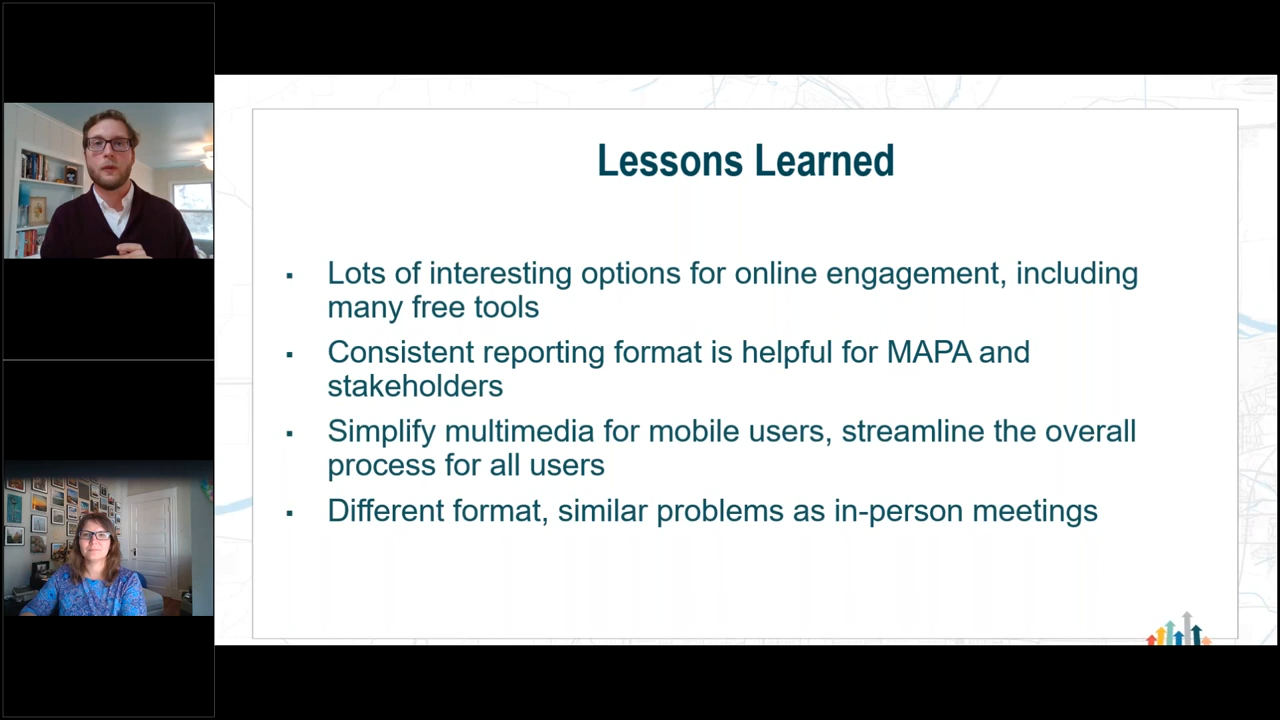 Lessons Learned
▪ Lots of interesting options for online engagement, including
many free tools
▪ Consistent reporting format is helpful for MAPA and
stakeholders
▪ Simplify multimedia for mobile users, streamline the overall
process for all users
▪ Different format, similar problems as in-person meetings